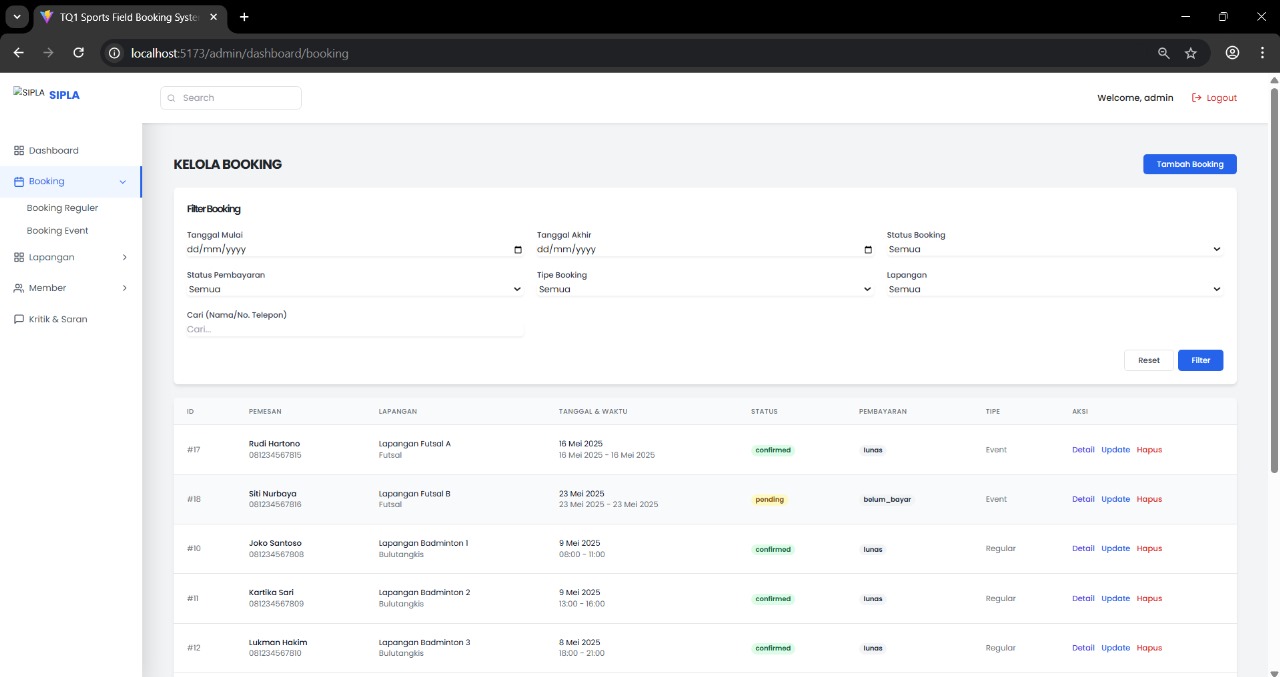 TQ1 Sports Field Booking Syste
localhost:5173/admin/dashboard/booking
SIPLA SIPLA
Search
Welcome, admin
Logout
Dashboard
Booking
Booking Reguler
Booking Event
Lapangan
Member
Kritik & Saran
KELOLA BOOKING
Tambah Booking
Filter Booking
Tanggal Mulai
dd/mm/yyyy
Tanggal Akhir
dd/mm/yyyy
Status Booking
Semua
Status Pembayaran
Semua
Tipe Booking
Semua
Lapangan
Semua
Cari (Nama/No. Telepon)
Cari...
Reset
Filter
ID PEMESAN LAPANGAN TANGGAL & WAKTU STATUS PEMBAYARAN TIPE AKSI
#17 Rudi Hartono Lapangan Futsal A 16 Mei 2025 confirmed lunas Event Detail Update Hapus
081234567815 Futsal 16 Mei 2025 - 16 Mei 2025
#18 Siti Nurbaya Lapangan Futsal B 23 Mei 2025 pending belum_bayar Event Detail Update Hapus
081234567816 Futsal 23 Mei 2025 - 23 Mei 2025
#10 Joko Santoso Lapangan Badminton 1 9 Mei 2025 confirmed lunas Regular Detail Update Hapus
081234567808 Bulutangkis 08:00 - 11:00
#11 Kartika Sari Lapangan Badminton 2 9 Mei 2025 confirmed lunas Regular Detail Update Hapus
081234567809 Bulutangkis 13:00 - 16:00
#12 Lukman Hakim Lapangan Badminton 3 8 Mei 2025 confirmed lunas Regular Detail Update Hapus
081234567810 Bulutangkis 18:00 - 21:00